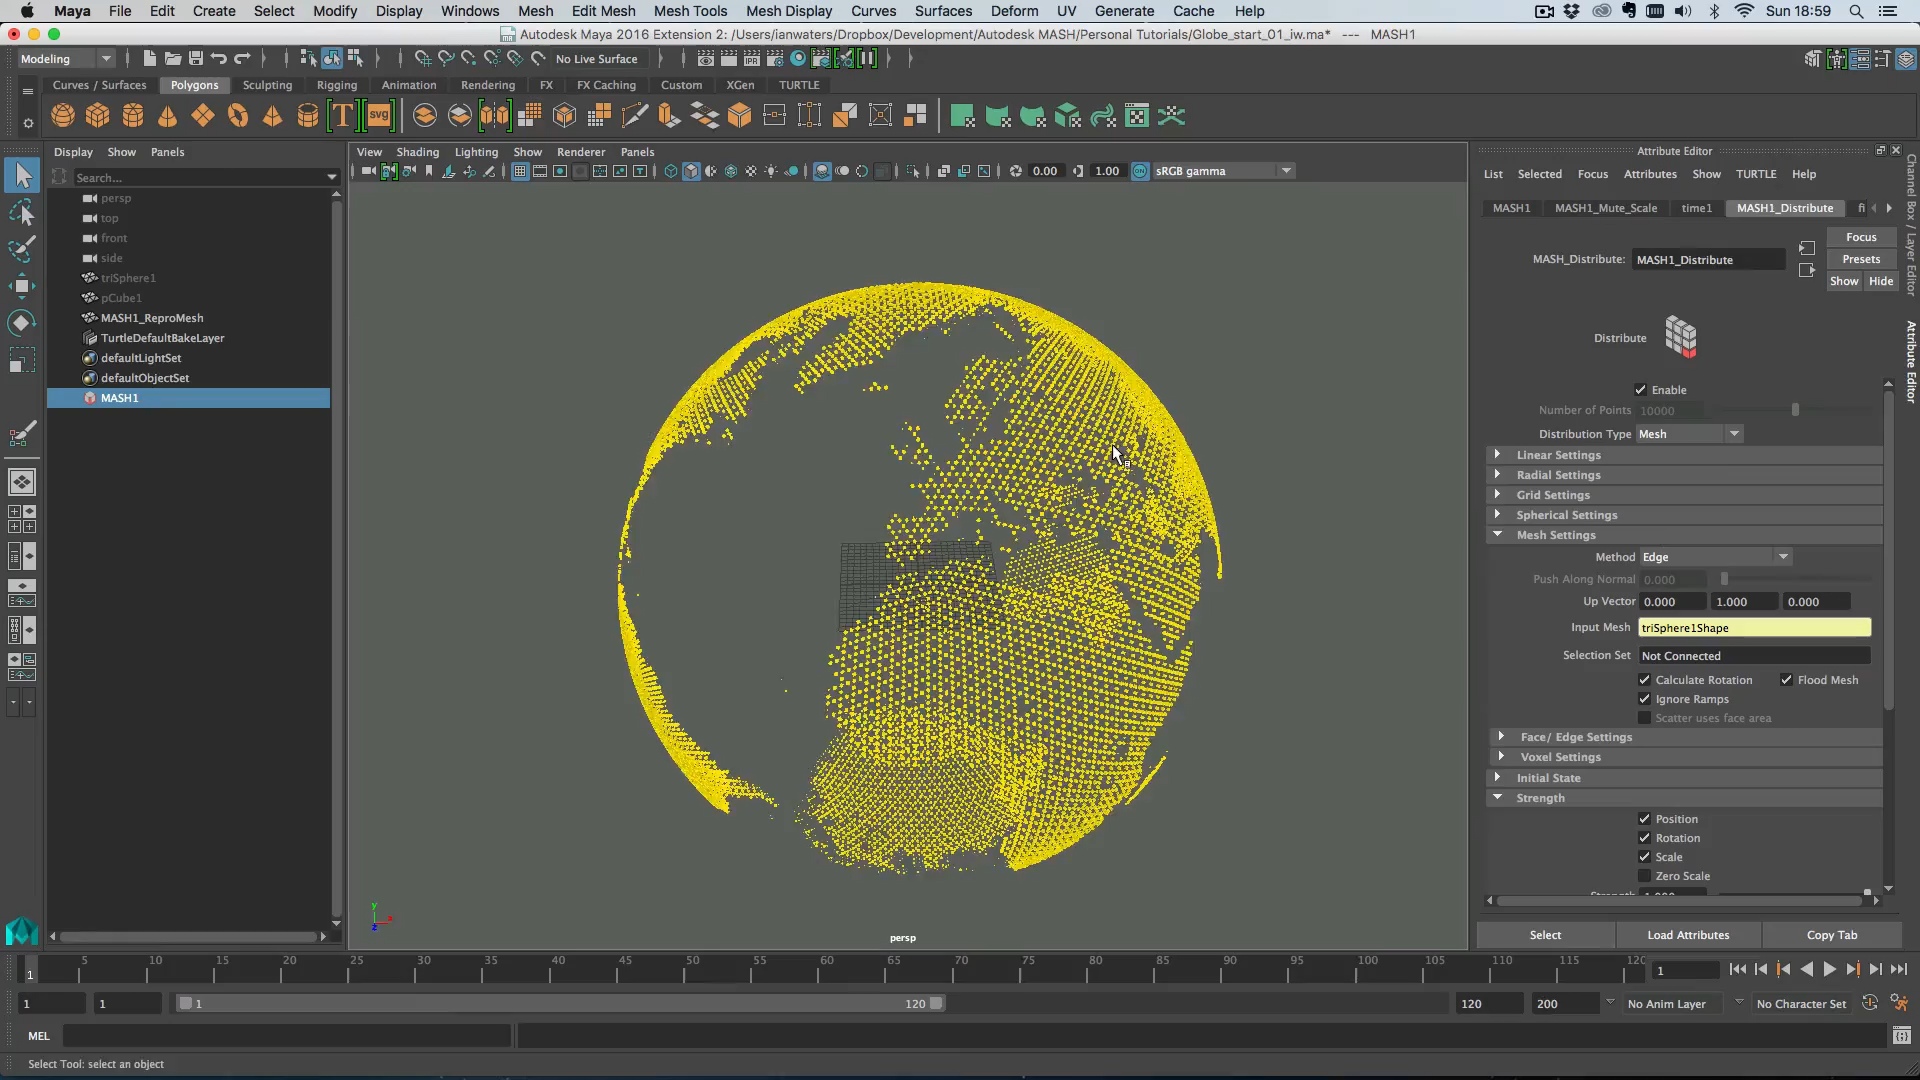 Maya File Edit Create Select Modify Display Windows Mesh Edit Mesh Mesh Tools Mesh Display Curves Surfaces Deform UV Generate Cache Help Sun 18:59
Autodesk Maya 2016 Extension 2: /Users/ianwaters/Dropbox/Development/Autodesk MASH/Personal Tutorials/Globe_start_01_iw.ma* --- MASH1
Modeling No Live Surface IPR
Curves / Surfaces Polygons Sculpting Rigging Animation Rendering FX FX Caching Custom XGen TURTLE
T svg
Display Show Panels
Search...
persp
top
front
side
triSphere1
pCube1
MASH1_ReproMesh
TurtleDefaultBakeLayer
defaultLightSet
defaultObjectSet
MASH1
View Shading Lighting Show Renderer Panels
0.00 1.00 ON sRGB gamma
y
x
z
persp
Attribute Editor
List Selected Focus Attributes Show TURTLE Help
MASH1 MASH1_Mute_Scale time1 MASH1_Distribute fi
Focus
MASH_Distribute: MASH1_Distribute Presets
Show Hide
Distribute
Enable
Number of Points 10000
Distribution Type Mesh
Linear Settings
Radial Settings
Grid Settings
Spherical Settings
Mesh Settings
Method Edge
Push Along Normal 0.000
Up Vector 0.000 1.000 0.000
Input Mesh triSphere1Shape
Selection Set Not Connected
Calculate Rotation Flood Mesh
Ignore Ramps
Scatter uses face area
Face/ Edge Settings
Voxel Settings
Initial State
Strength
Position
Rotation
Scale
Zero Scale
Select Load Attributes Copy Tab
Channel Box / Layer Editor
Attribute Editor
1 5 10 15 20 25 30 35 40 45 50 55 60 65 70 75 80 85 90 95 100 105 110 115 120 1
1 1 1 120 120 200 No Anim Layer No Character Set
MEL
Select Tool: select an object